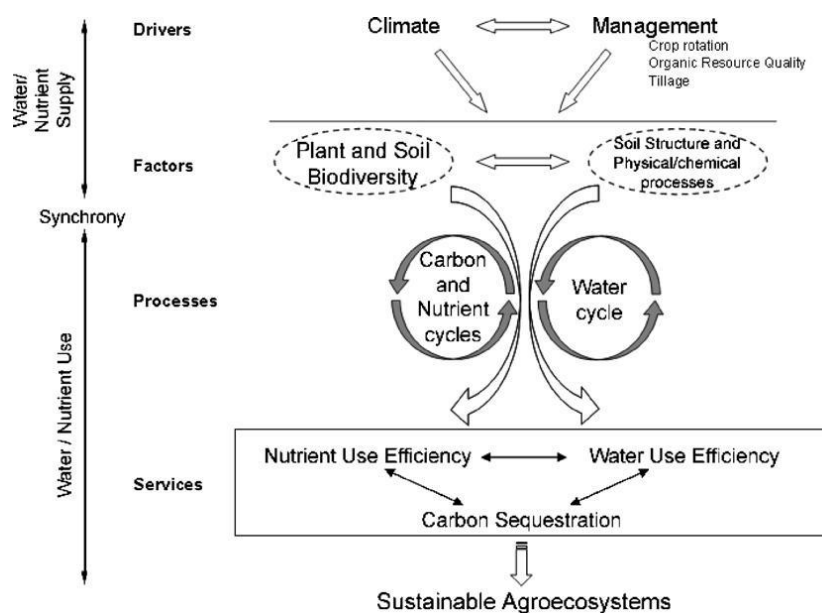 Drivers
Climate
Management
Crop rotation
Organic Resource Quality
Tillage
Water/
Nutrient
Supply
Factors
Plant and Soil
Biodiversity
Soil Structure and
Physical/chemical
processes
Synchrony
Processes
Carbon
and
Nutrient
cycles
Water
cycle
Water / Nutrient Use
Services
Nutrient Use Efficiency
Water Use Efficiency
Carbon Sequestration
Sustainable Agroecosystems